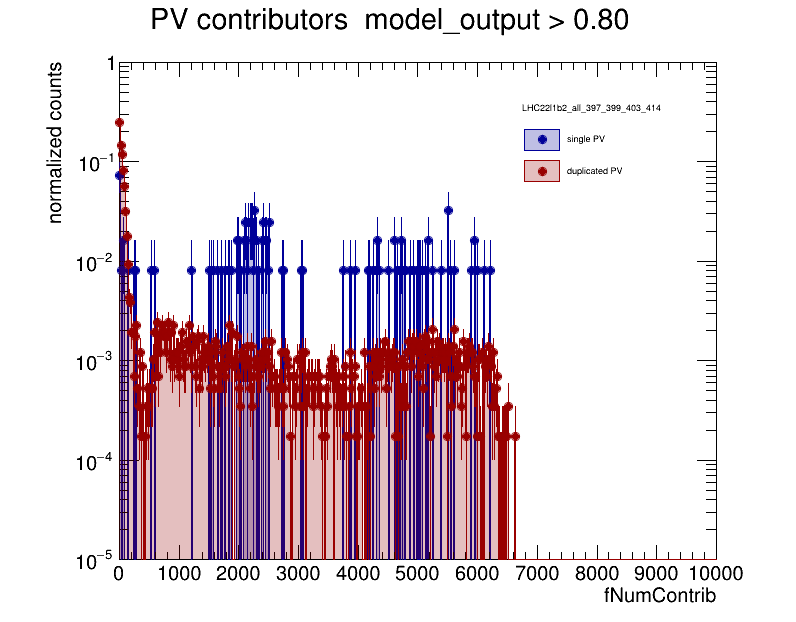 PV contributors  model_output > 0.80
normalized counts
1
10⁻¹
10⁻²
10⁻³
10⁻⁴
10⁻⁵
LHC22l1b2_all_397_399_403_414
single PV
duplicated PV
0 1000 2000 3000 4000 5000 6000 7000 8000 9000 10000
fNumContrib